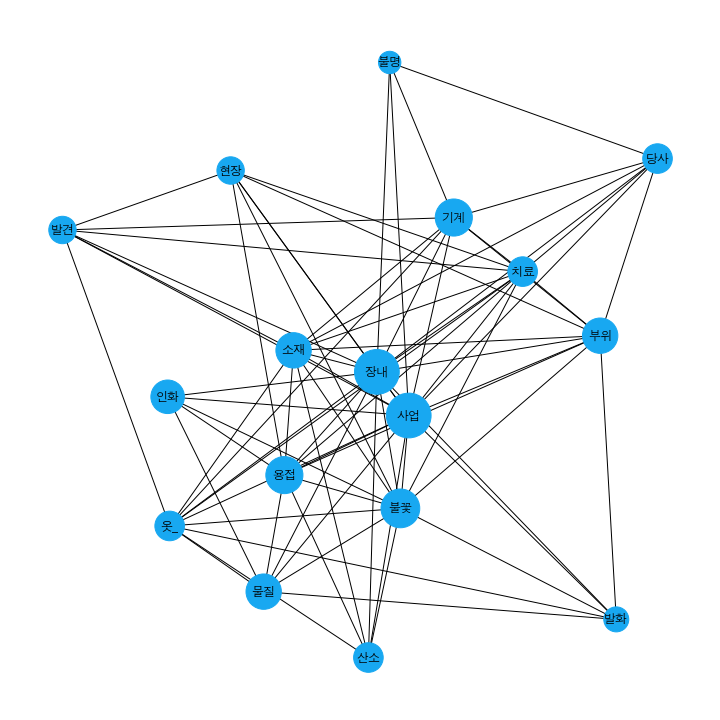 불명
당사
현장
기계
발견
치료
부위
소재
장내
인화
사업
용접
불꽃
옷_
물질
발화
산소